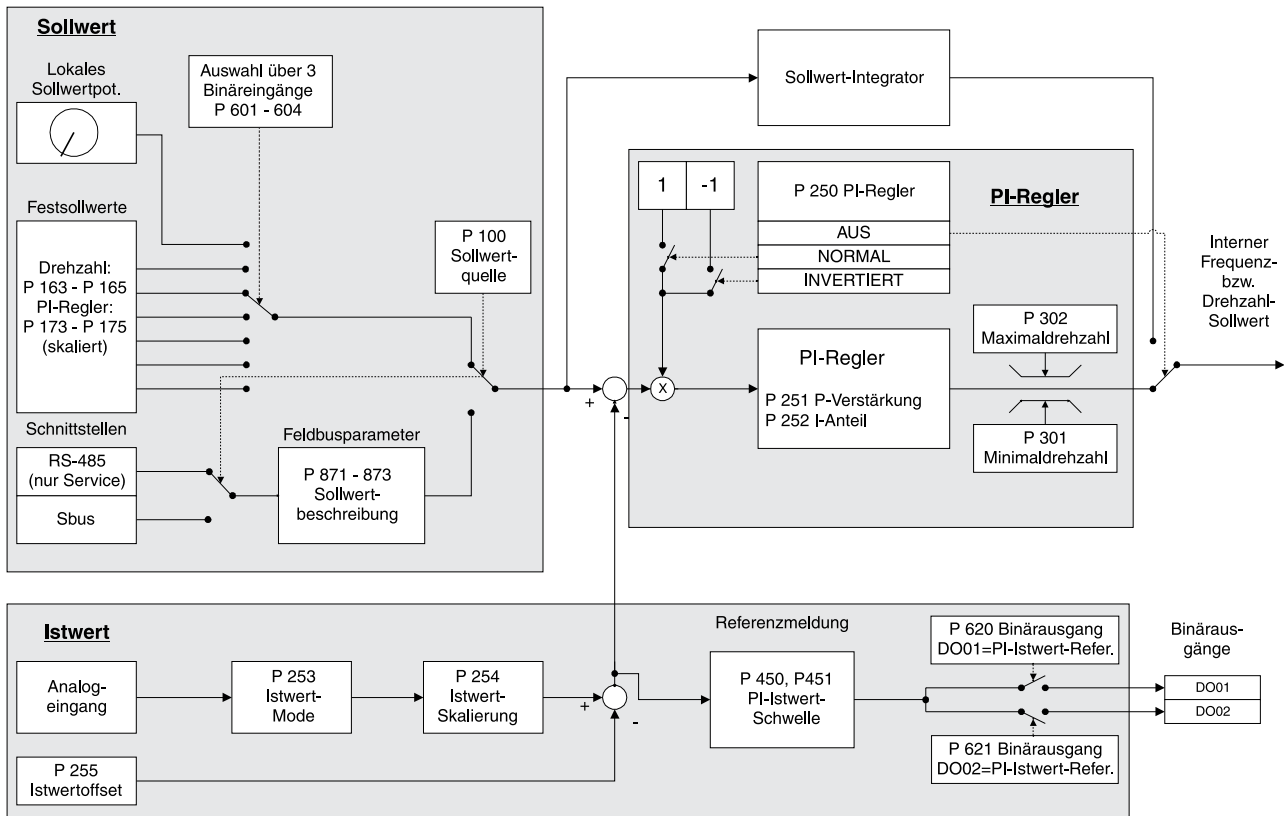 Sollwert
Lokales
Sollwertpot.
Auswahl über 3
Binäreingänge
P 601 - 604
Festsollwerte
Drehzahl:
P 163 - P 165
PI-Regler:
P 173 - P 175
(skaliert)
P 100
Sollwert-
quelle
Schnittstellen
RS-485
(nur Service)
Sbus
Feldbusparameter
P 871 - 873
Sollwert-
beschreibung
Sollwert-Integrator
1
-1
P 250 PI-Regler
AUS
NORMAL
INVERTIERT
PI-Regler
+
-
X
PI-Regler
P 251 P-Verstärkung
P 252 I-Anteil
P 302
Maximaldrehzahl
P 301
Minimaldrehzahl
Interner
Frequenz-
bzw.
Drehzahl-
Sollwert
Istwert
Analog-
eingang
P 253
Istwert-
Mode
P 254
Istwert-
Skalierung
+
-
P 255
Istwertoffset
Referenzmeldung
P 450, P451
PI-Istwert-
Schwelle
P 620 Binärausgang
DO01=PI-Istwert-Refer.
P 621 Binärausgang
DO02=PI-Istwert-Refer.
Binäraus-
gänge
DO01
DO02